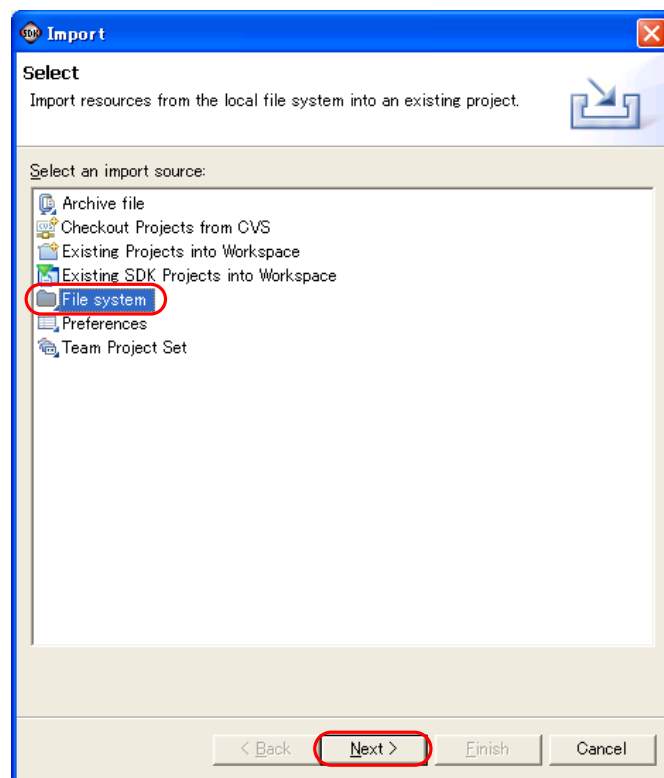 SDK Import
Select
Import resources from the local file system into an existing project.
Select an import source:
Archive file
CVS Checkout Projects from CVS
Existing Projects into Workspace
Existing SDK Projects into Workspace
File system
Preferences
Team Project Set
< Back Next > Finish Cancel